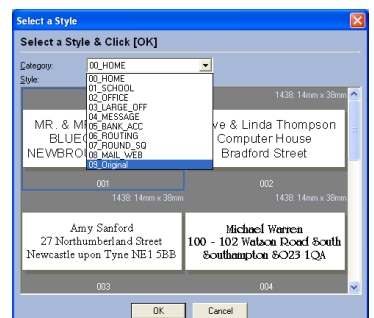 Select a Style
Select a Style & Click [OK]
Category: 00_HOME
Style:
00_HOME
01_SCHOOL
02_OFFICE
03_LARGE_OFF
04_MESSAGE
05_BANK_ACC
06_ROUTING
07_ROUND_SQ
08_MAIL_WEB
09_Original
1438: 14mm x 38mm
MR. & M
BLUE
NEWBRO
ve & Linda Thompson
Computer House
Bradford Street
001
002
1438: 14mm x 38mm
1438: 14mm x 38mm
Amy Sanford
27 Northumberland Street
Newcastle upon Tyne NE1 5BB
Michael Warren
100 - 102 Watson Road South
Southampton SO23 1QA
003
004
OK
Cancel